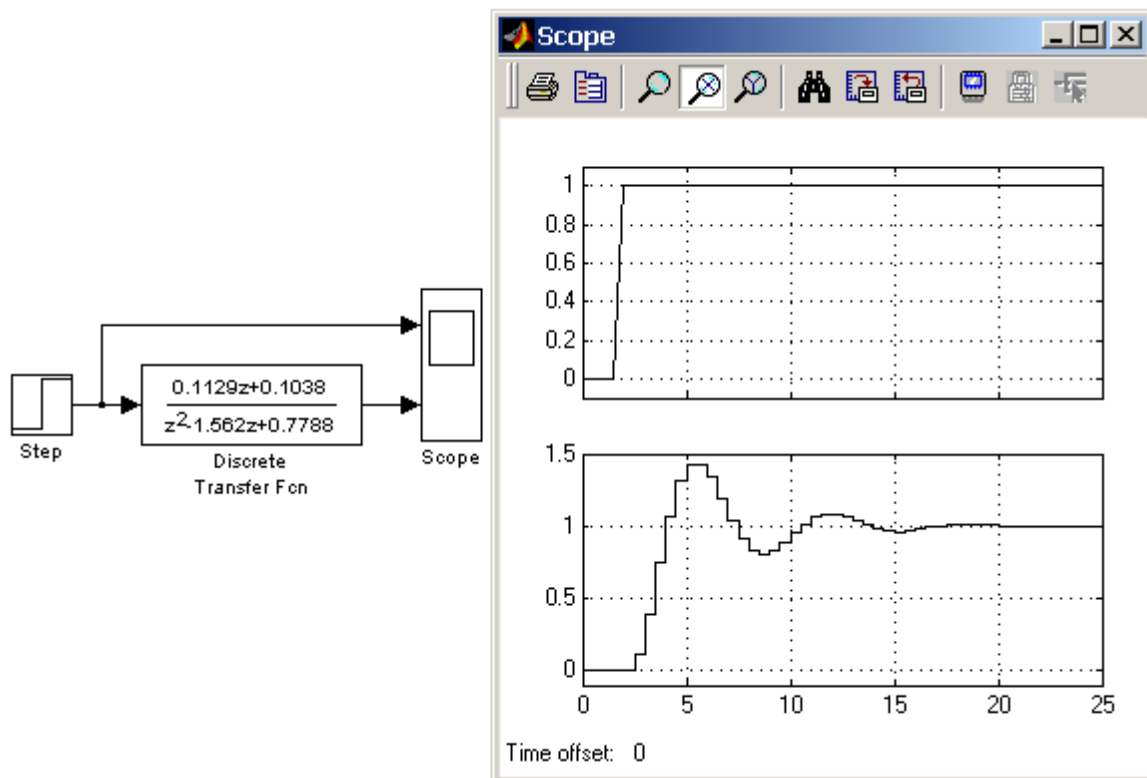 Scope
1
0.8
0.6
0.4
0.2
0
1.5
1
0.5
0
0 5 10 15 20 25
Time offset: 0
0.1129z+0.1038
z²-1.562z+0.7788
Step
Discrete
Transfer Fcn
Scope